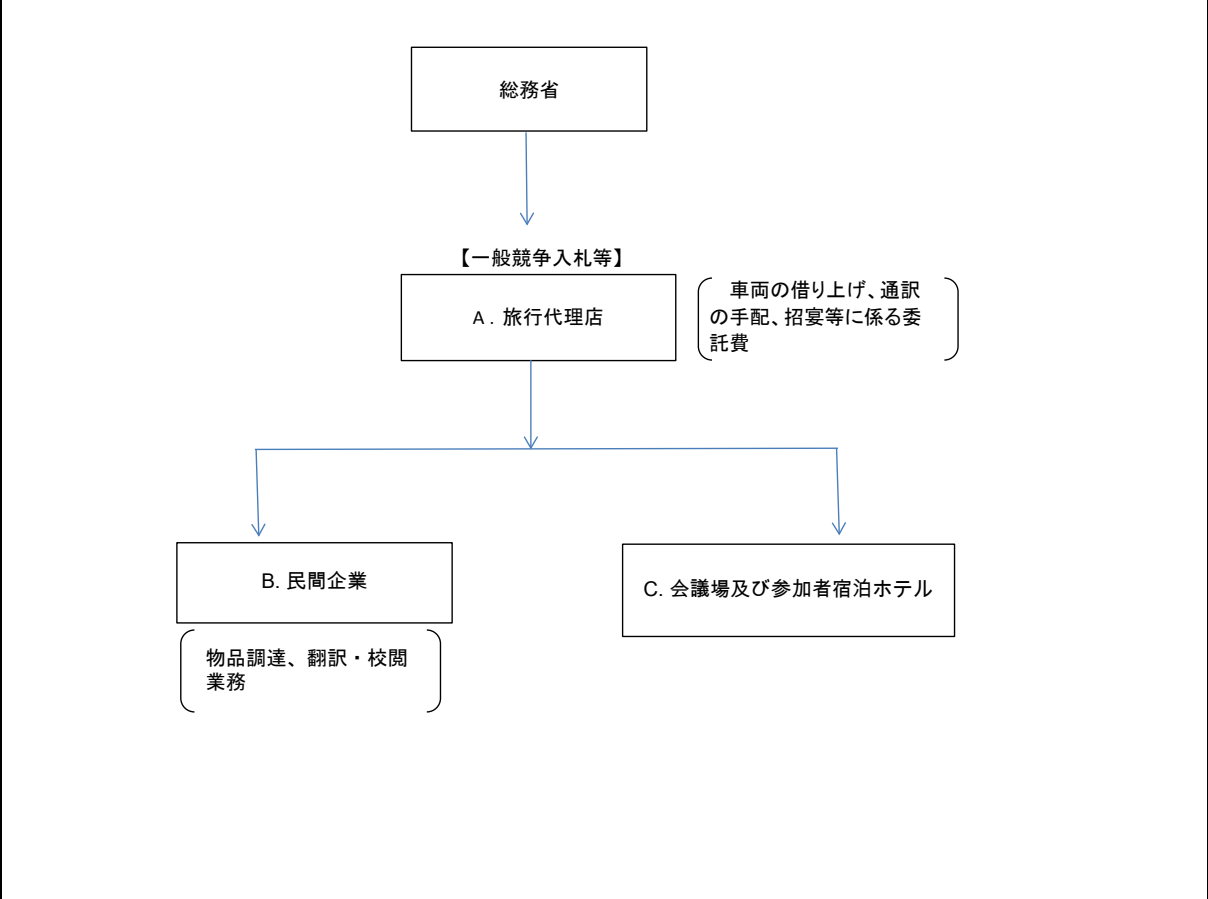 総務省
【一般競争入札等】
A . 旅行代理店
車両の借り上げ、通訳
の手配、招宴等に係る委
託費
B. 民間企業
C. 会議場及び参加者宿泊ホテル
物品調達、翻訳・校閲
業務